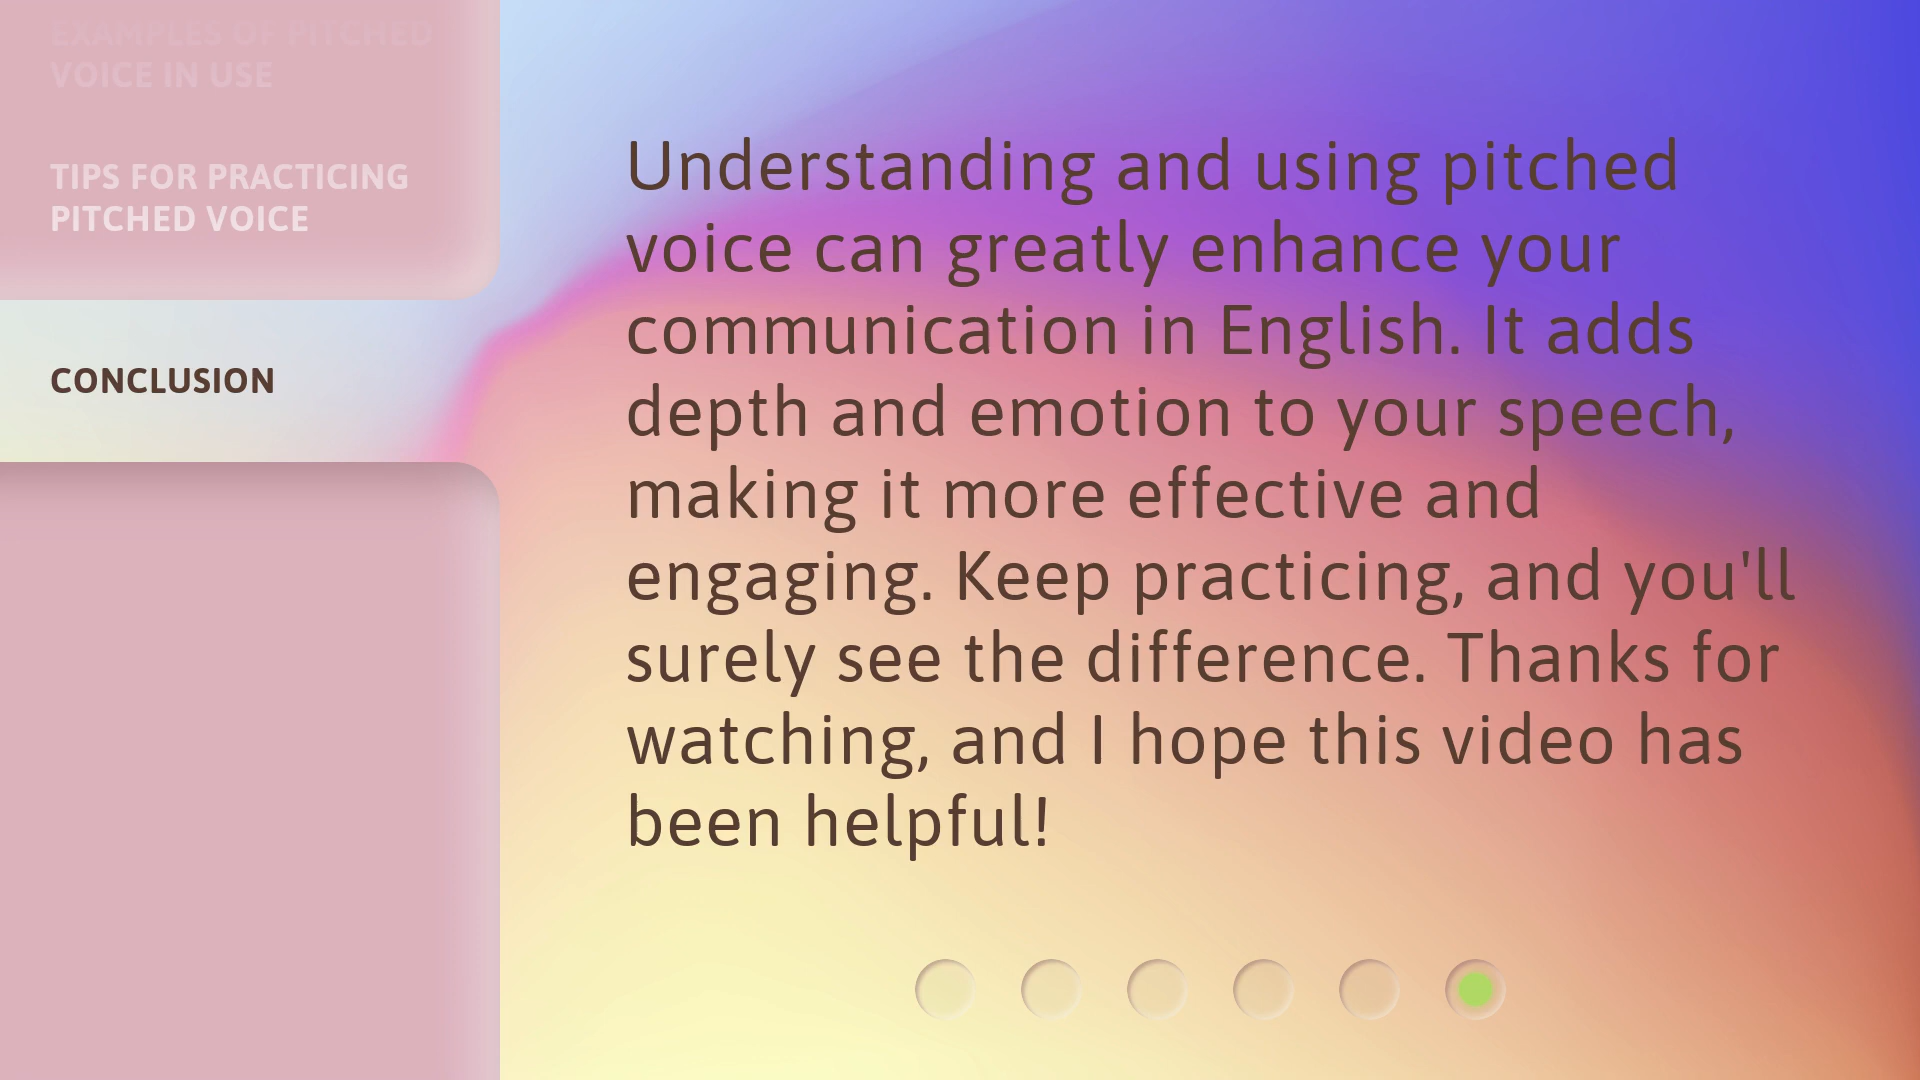 EXAMPLES OF PITCHED
VOICE IN USE
TIPS FOR PRACTICING
PITCHED VOICE
CONCLUSION
Understanding and using pitched
voice can greatly enhance your
communication in English. It adds
depth and emotion to your speech,
making it more effective and
engaging. Keep practicing, and you'll
surely see the difference. Thanks for
watching, and I hope this video has
been helpful!